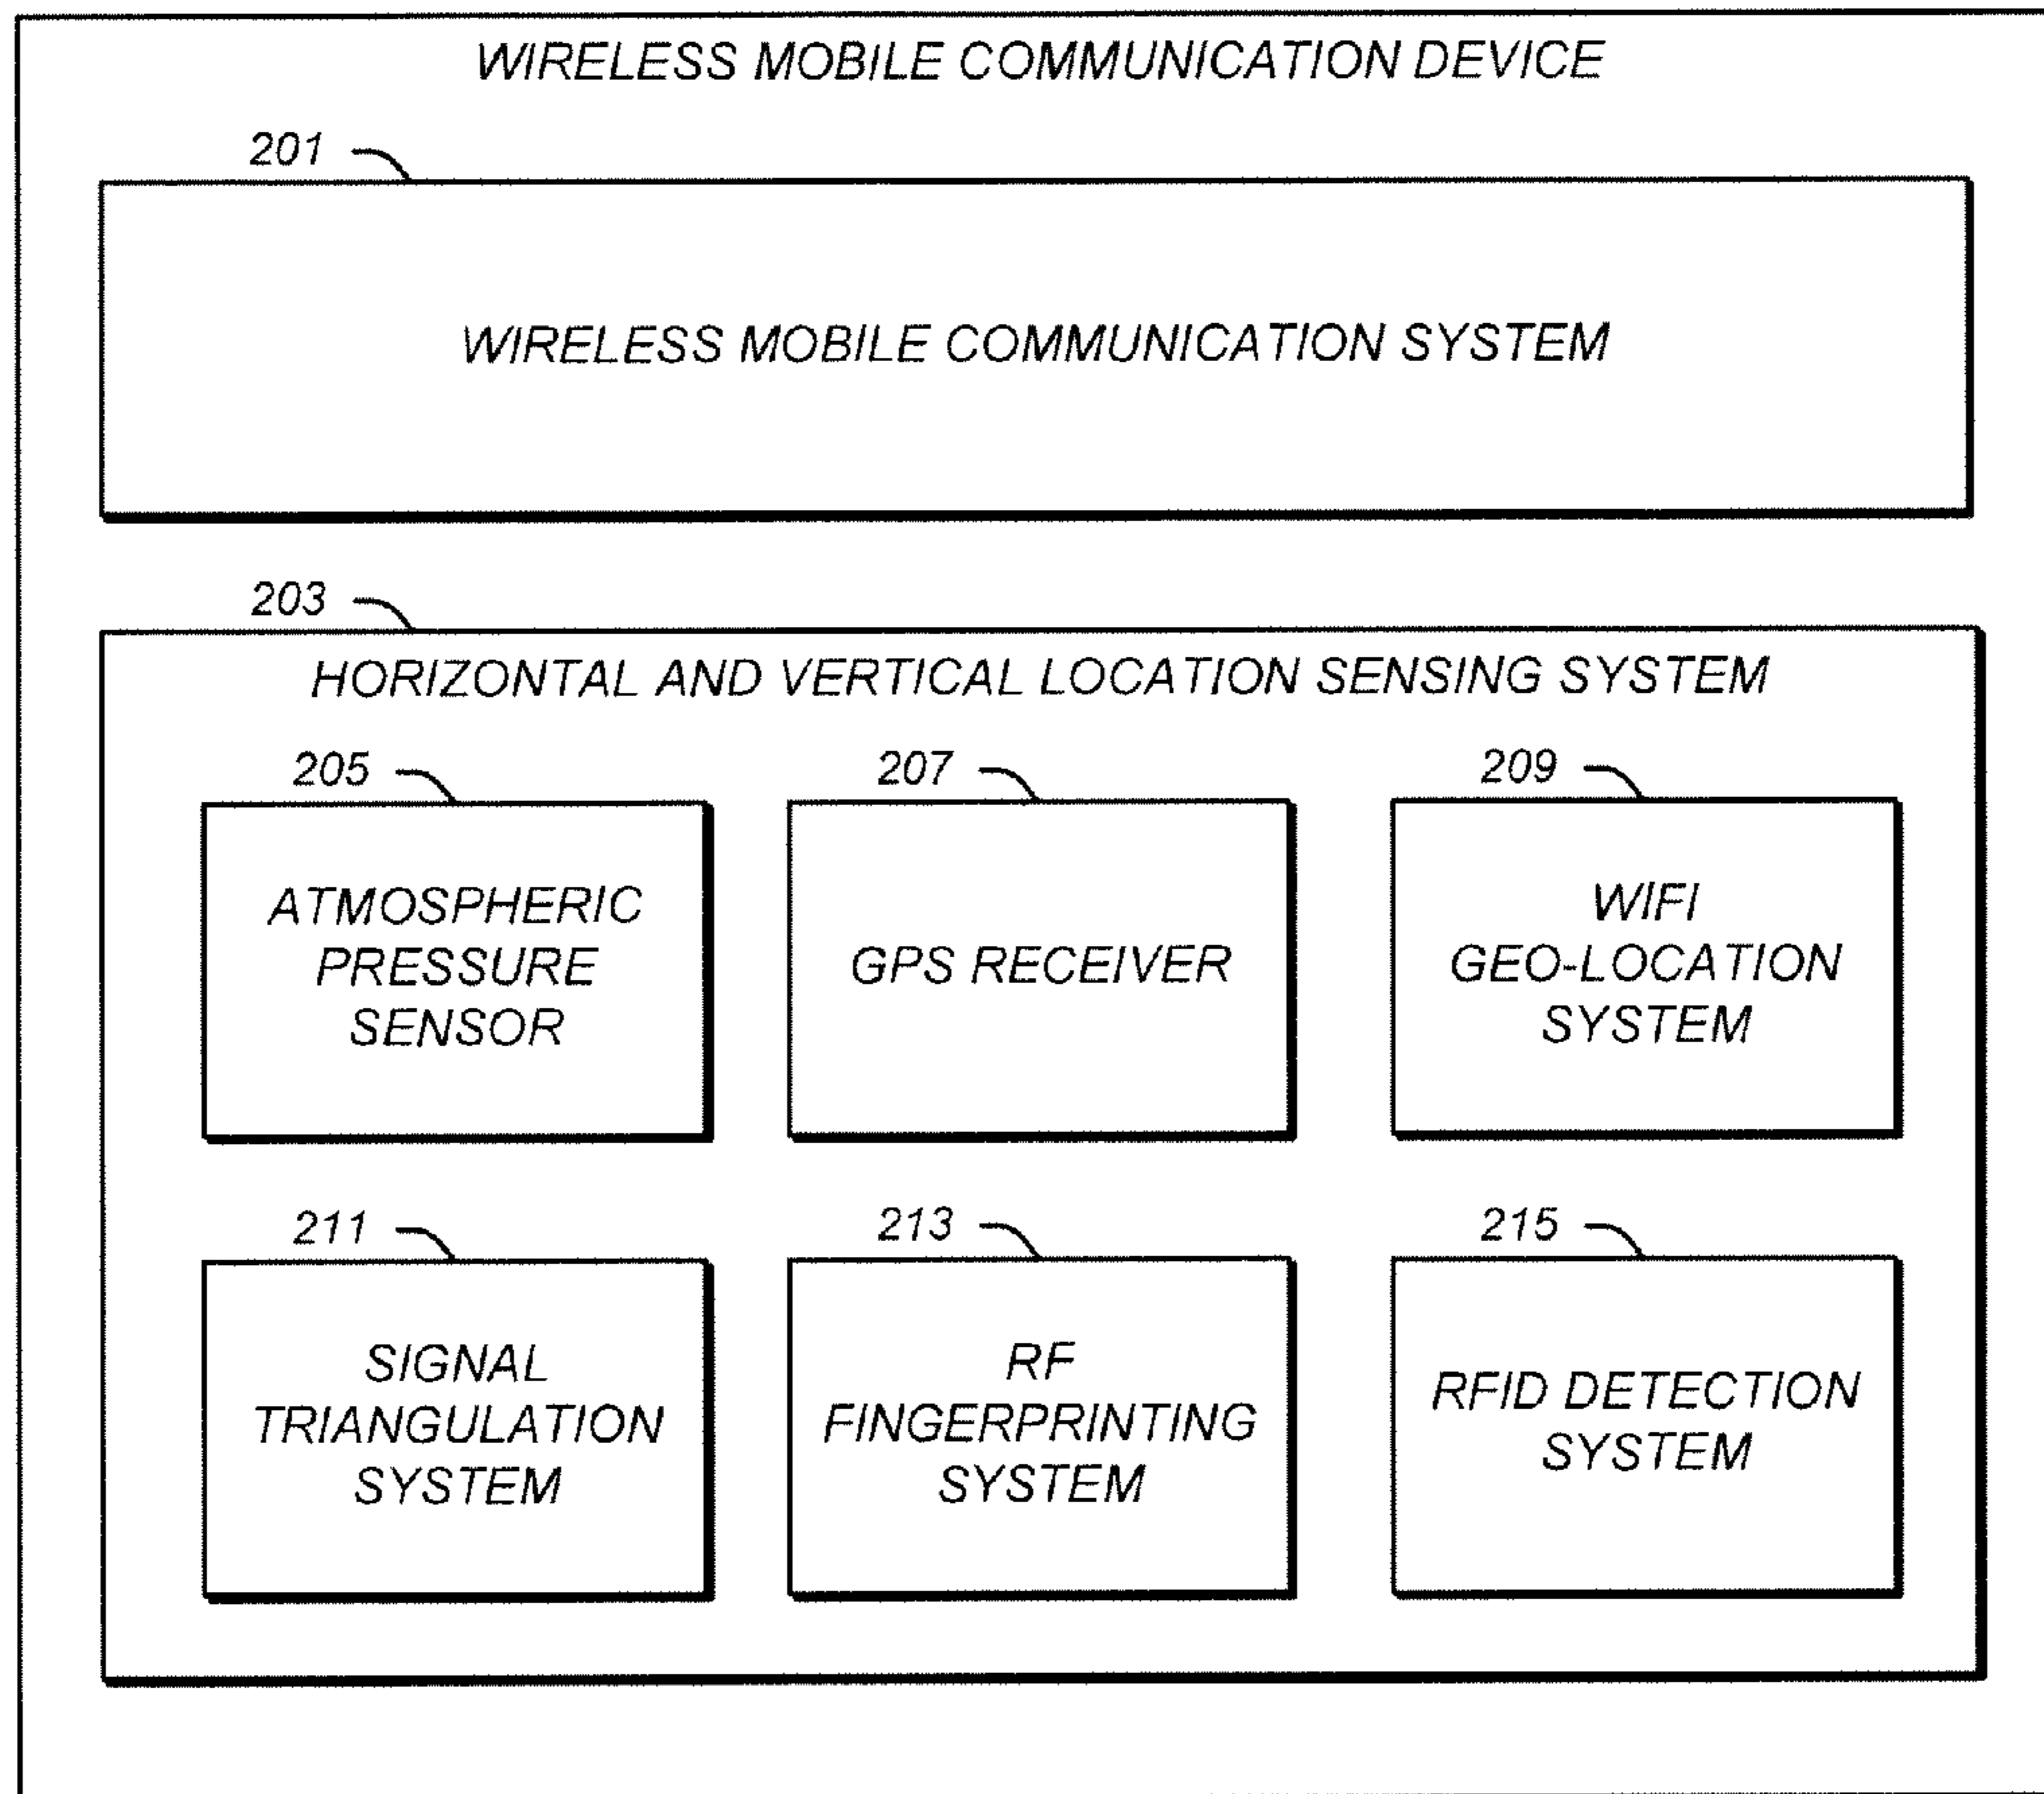 WIRELESS MOBILE COMMUNICATION DEVICE
201
WIRELESS MOBILE COMMUNICATION SYSTEM
203
HORIZONTAL AND VERTICAL LOCATION SENSING SYSTEM
205
ATMOSPHERIC
PRESSURE
SENSOR
207
GPS RECEIVER
209
WIFI
GEO-LOCATION
SYSTEM
211
SIGNAL
TRIANGULATION
SYSTEM
213
RF
FINGERPRINTING
SYSTEM
215
RFID DETECTION
SYSTEM